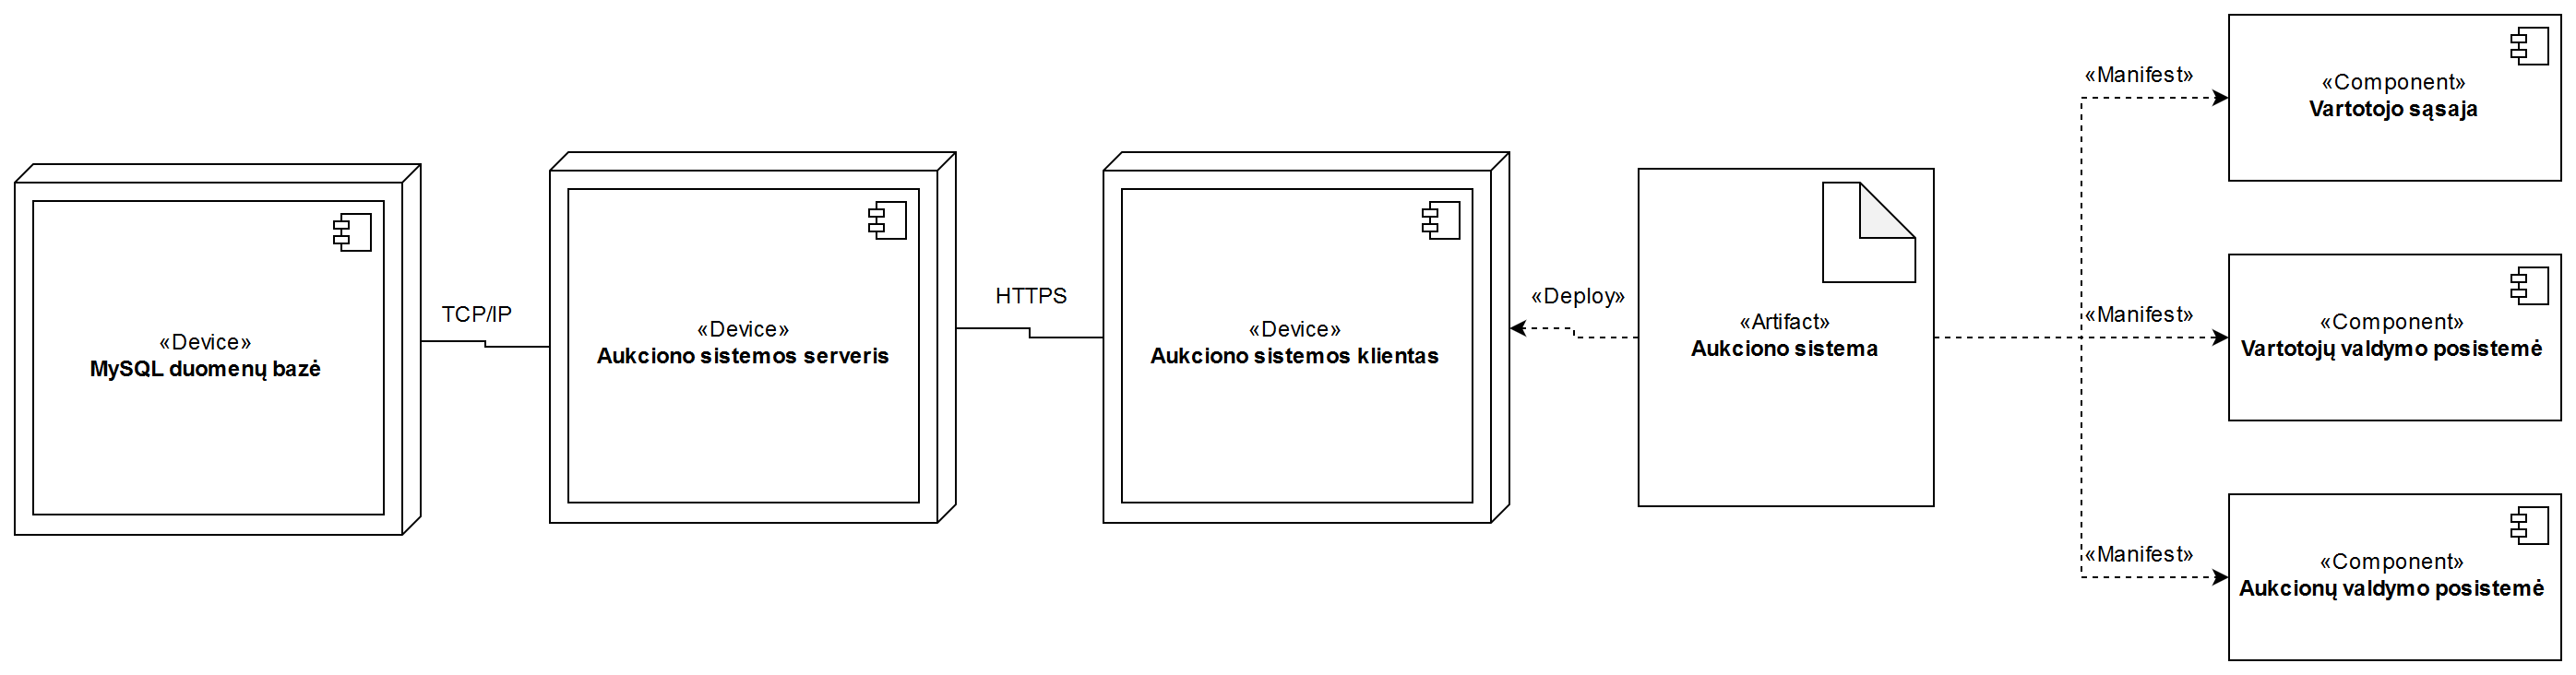 «Device»
MySQL duomenų bazė
TCP/IP
«Device»
Aukciono sistemos serveris
HTTPS
«Device»
Aukciono sistemos klientas
«Deploy»
«Artifact»
Aukciono sistema
«Manifest»
«Component»
Vartotojo sąsaja
«Manifest»
«Component»
Vartotojų valdymo posistemė
«Manifest»
«Component»
Aukcionų valdymo posistemė